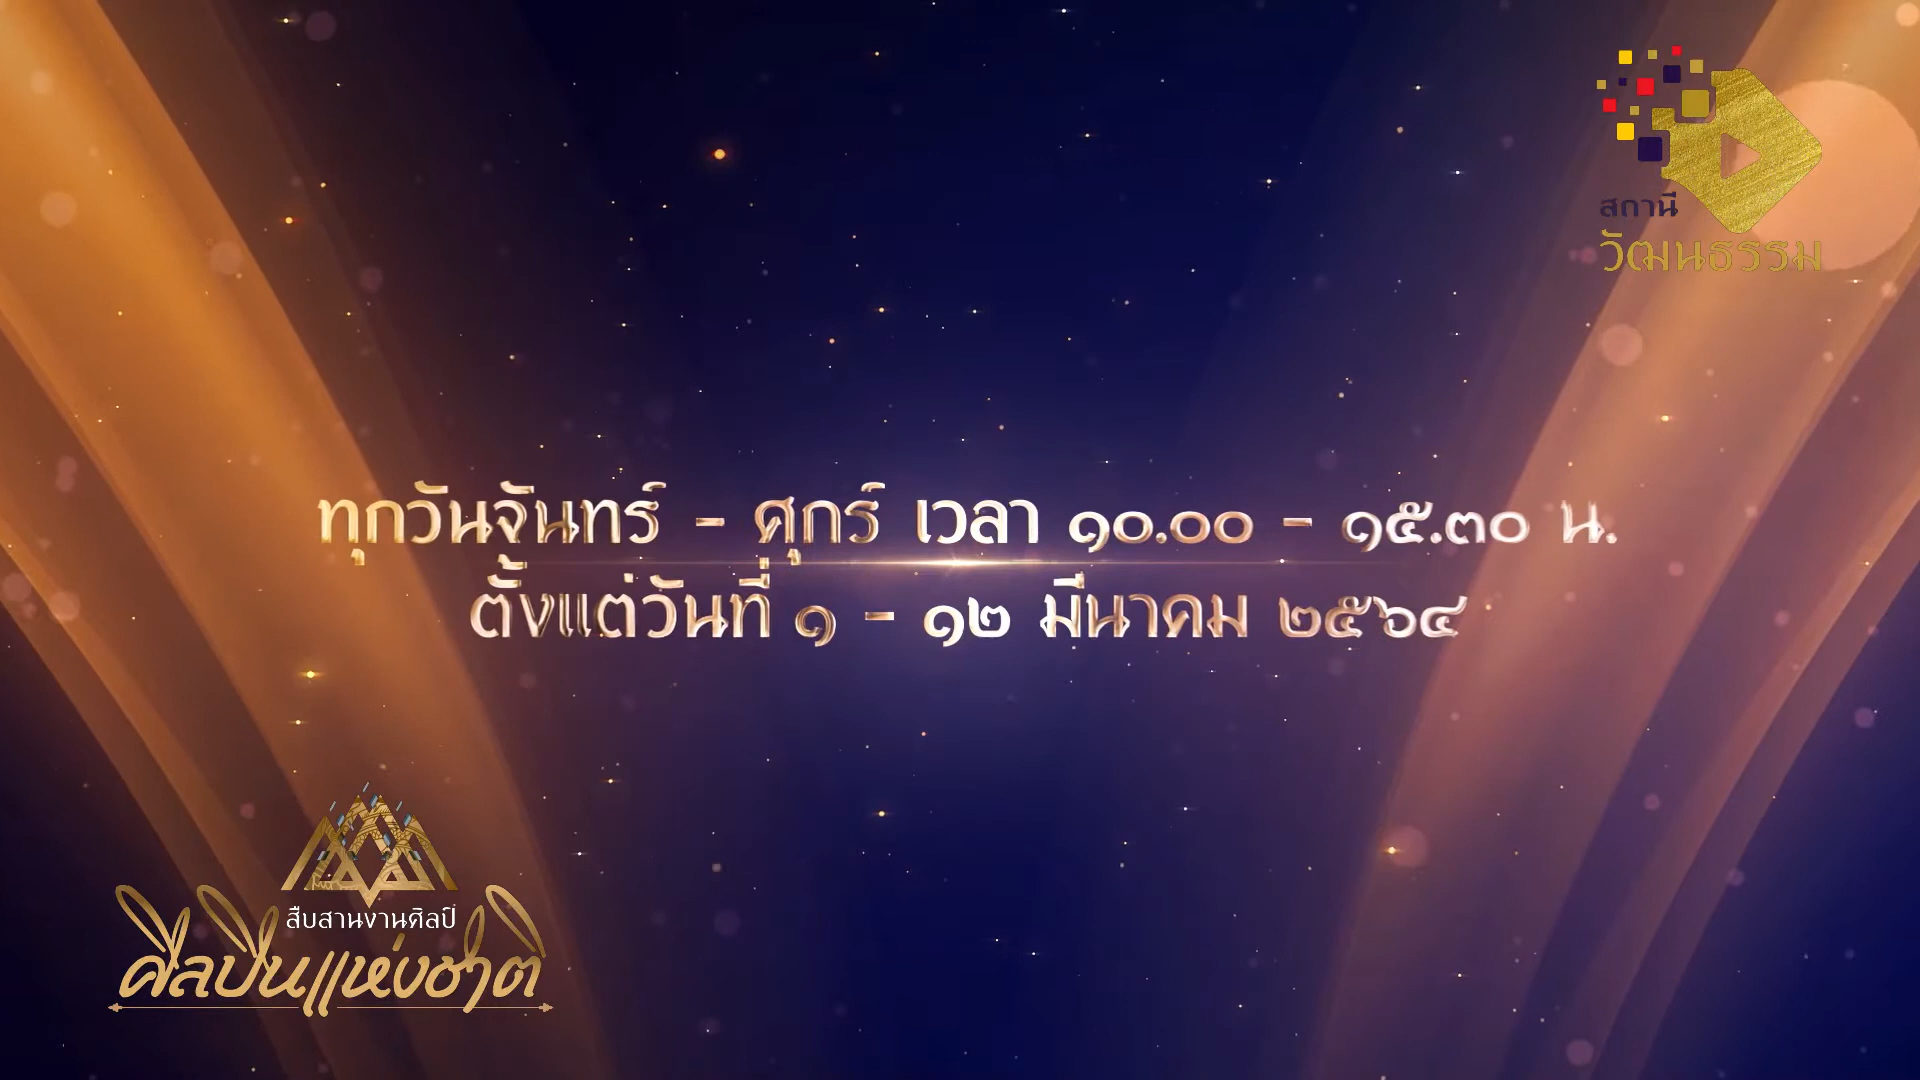 สถานี
วัฒนธรรม
ทุกวันจันทร์ - ศุกร์ เวลา ๑๐.๐๐ - ๑๕.๓๐ น.
ตั้งแต่วันที่ ๑ - ๑๒ มีนาคม ๒๕๖๔
สืบสานงานศิลป์
ศิลปินแห่งชาติ